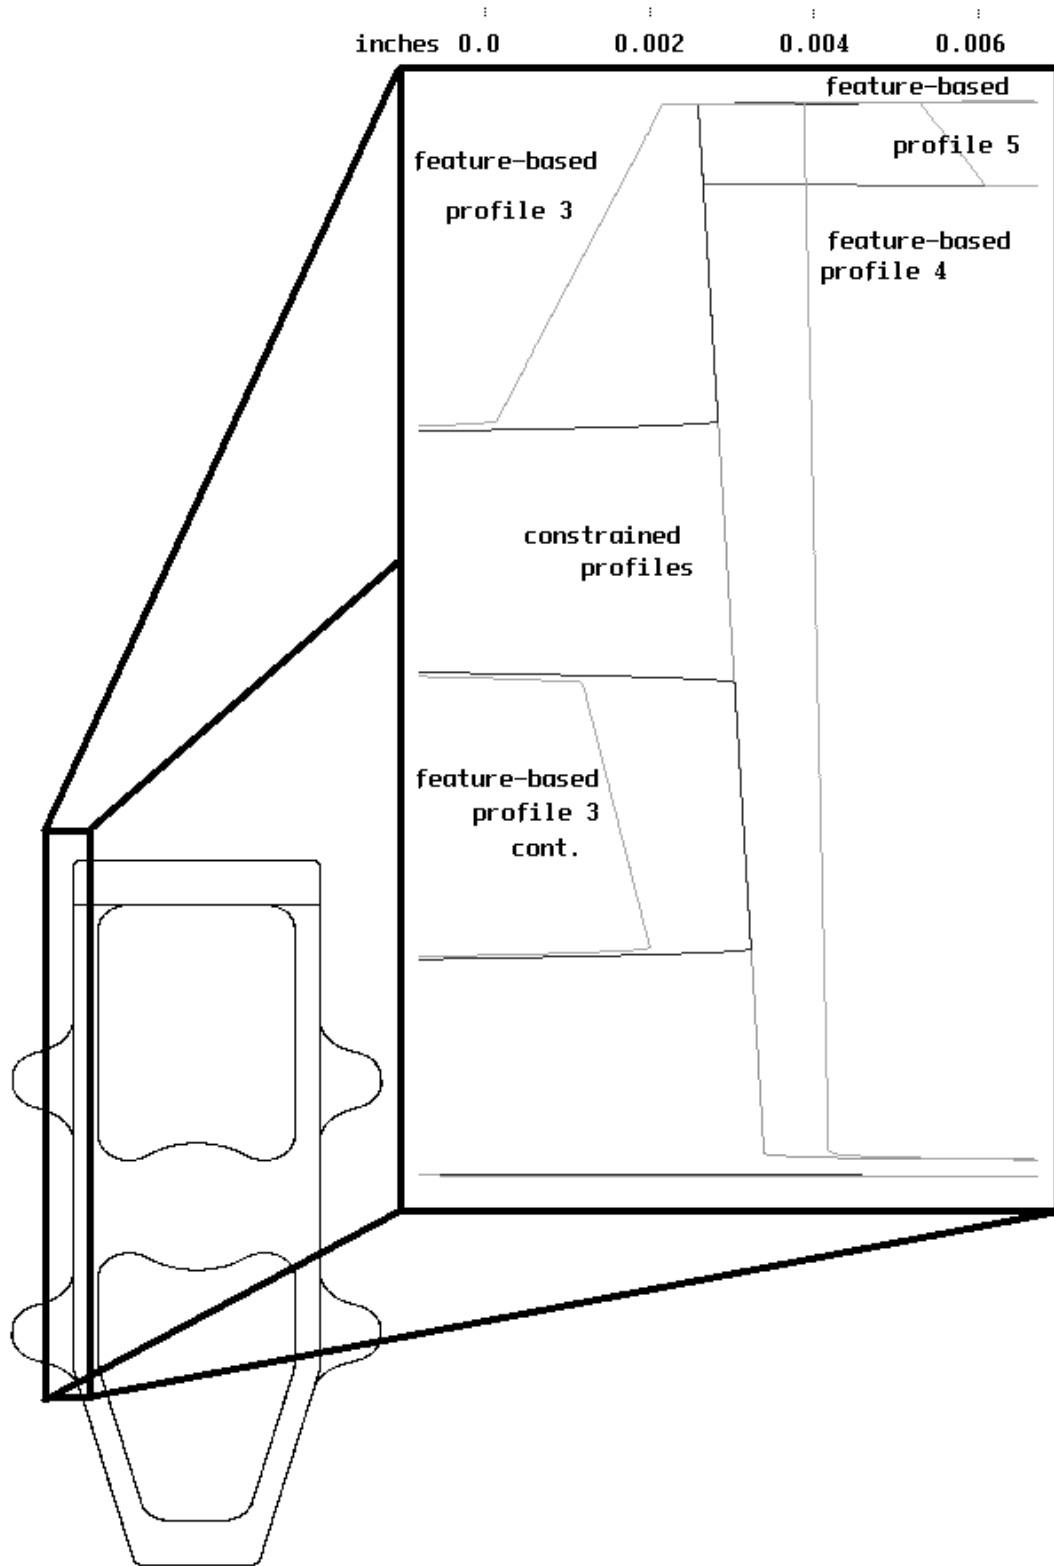 inches 0.0 0.002 0.004 0.006
feature-based
profile 5
feature-based
profile 3
feature-based
profile 4
constrained
profiles
feature-based
profile 3
cont.